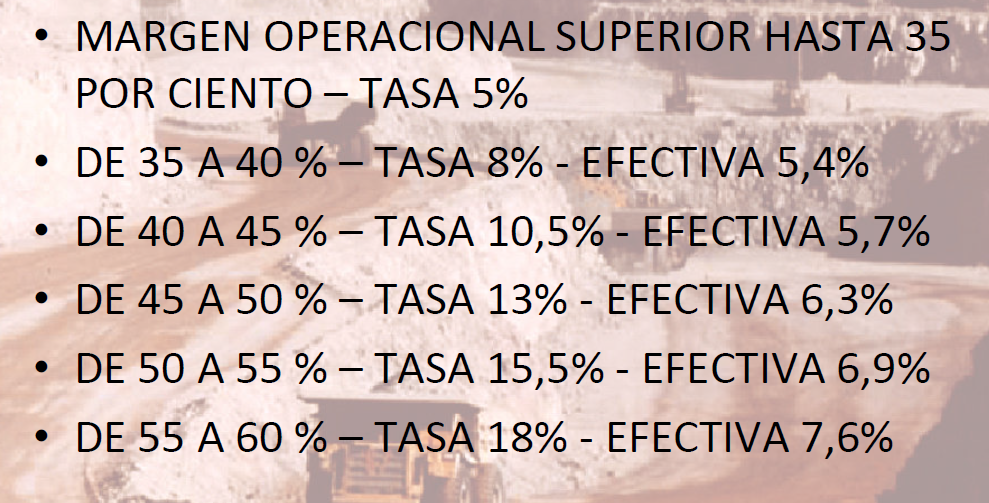 • MARGEN OPERACIONAL SUPERIOR HASTA 35
POR CIENTO – TASA 5%
• DE 35 A 40 % – TASA 8% - EFECTIVA 5,4%
• DE 40 A 45 % – TASA 10,5% - EFECTIVA 5,7%
• DE 45 A 50 % – TASA 13% - EFECTIVA 6,3%
• DE 50 A 55 % – TASA 15,5% - EFECTIVA 6,9%
• DE 55 A 60 % – TASA 18% - EFECTIVA 7,6%